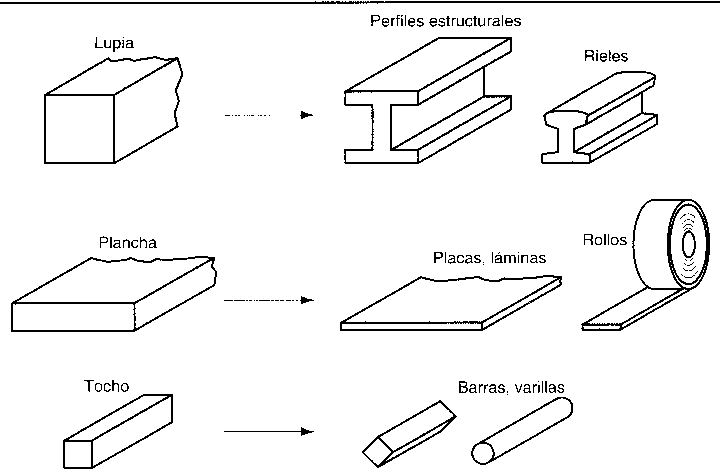 Perfiles estructurales
Lupia
Rieles
Plancha
Placas, láminas
Rollos
Tocho
Barras, varillas